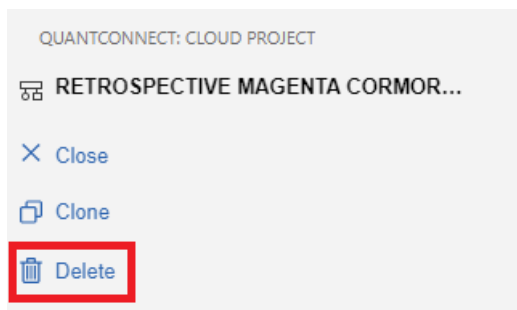 QUANTCONNECT: CLOUD PROJECT
RETROSPECTIVE MAGENTA CORMOR...
Close
Clone
Delete